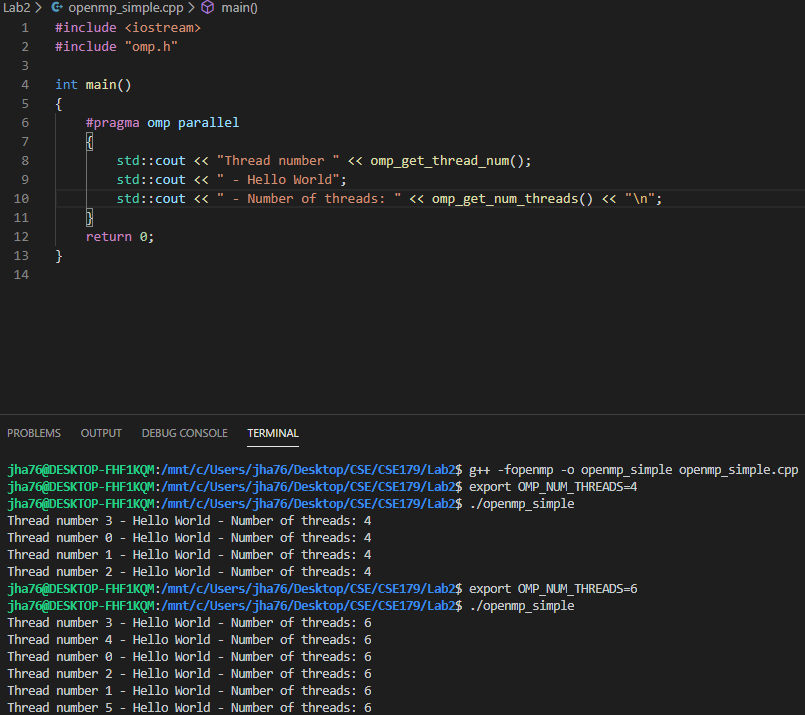 Lab2 > openmp_simple.cpp > main()
1 #include <iostream>
2 #include "omp.h"
3
4 int main()
5 {
6 #pragma omp parallel
7 {
8 std::cout << "Thread number " << omp_get_thread_num();
9 std::cout << " - Hello World";
10 std::cout << " - Number of threads: " << omp_get_num_threads() << "\n";
11 }
12 return 0;
13 }
14
PROBLEMS OUTPUT DEBUG CONSOLE TERMINAL
jha76@DESKTOP-FHF1KQM:/mnt/c/Users/jha76/Desktop/CSE/CSE179/Lab2$ g++ -fopenmp -o openmp_simple openmp_simple.cpp
jha76@DESKTOP-FHF1KQM:/mnt/c/Users/jha76/Desktop/CSE/CSE179/Lab2$ export OMP_NUM_THREADS=4
jha76@DESKTOP-FHF1KQM:/mnt/c/Users/jha76/Desktop/CSE/CSE179/Lab2$ ./openmp_simple
Thread number 3 - Hello World - Number of threads: 4
Thread number 0 - Hello World - Number of threads: 4
Thread number 1 - Hello World - Number of threads: 4
Thread number 2 - Hello World - Number of threads: 4
jha76@DESKTOP-FHF1KQM:/mnt/c/Users/jha76/Desktop/CSE/CSE179/Lab2$ export OMP_NUM_THREADS=6
jha76@DESKTOP-FHF1KQM:/mnt/c/Users/jha76/Desktop/CSE/CSE179/Lab2$ ./openmp_simple
Thread number 3 - Hello World - Number of threads: 6
Thread number 4 - Hello World - Number of threads: 6
Thread number 0 - Hello World - Number of threads: 6
Thread number 2 - Hello World - Number of threads: 6
Thread number 1 - Hello World - Number of threads: 6
Thread number 5 - Hello World - Number of threads: 6